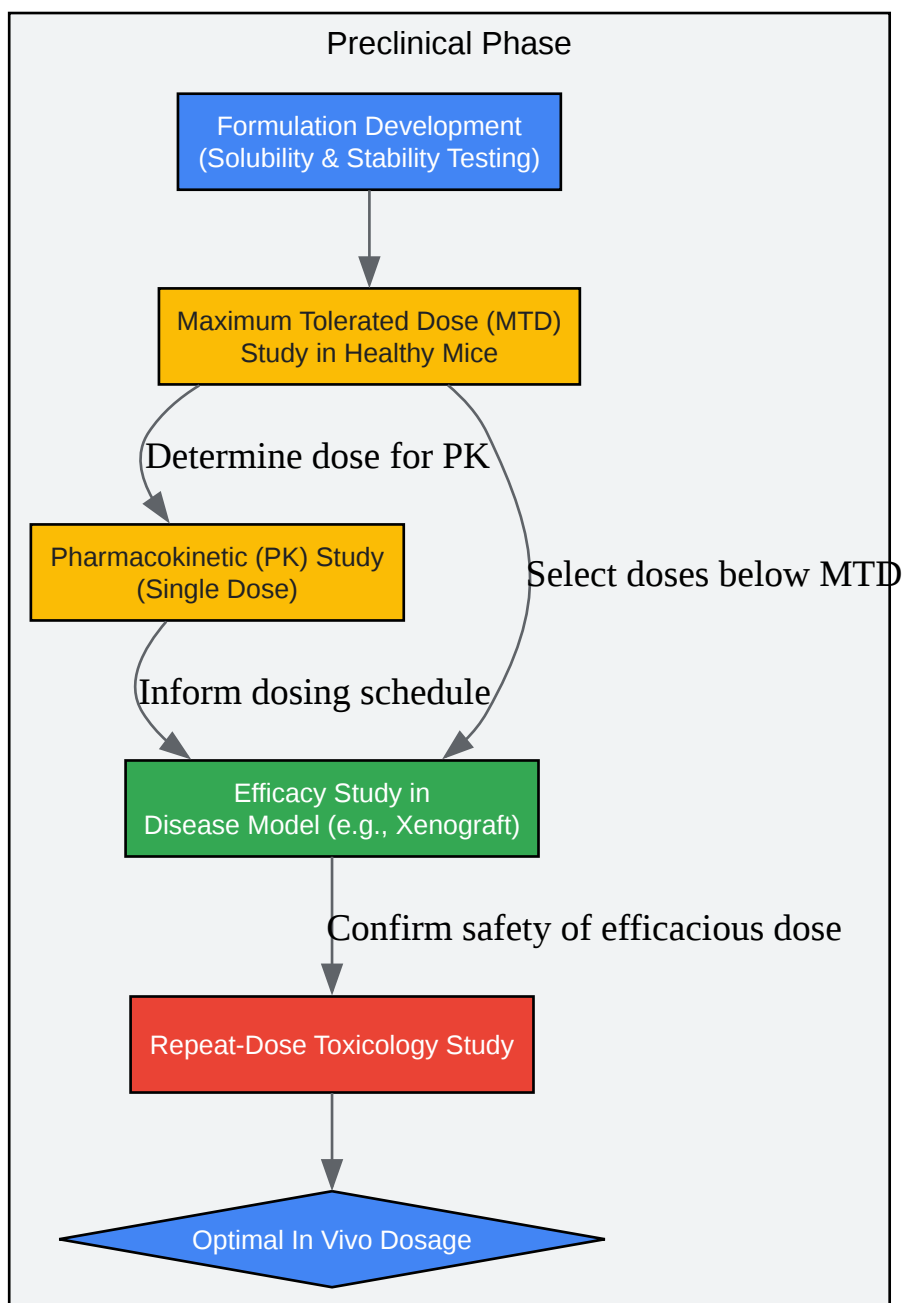 Preclinical Phase
Formulation Development
(Solubility & Stability Testing)
Maximum Tolerated Dose (MTD)
Study in Healthy Mice
Determine dose for PK
Pharmacokinetic (PK) Study
(Single Dose)
Select doses below MTD
Inform dosing schedule
Efficacy Study in
Disease Model (e.g., Xenograft)
Confirm safety of efficacious dose
Repeat-Dose Toxicology Study
Optimal In Vivo Dosage